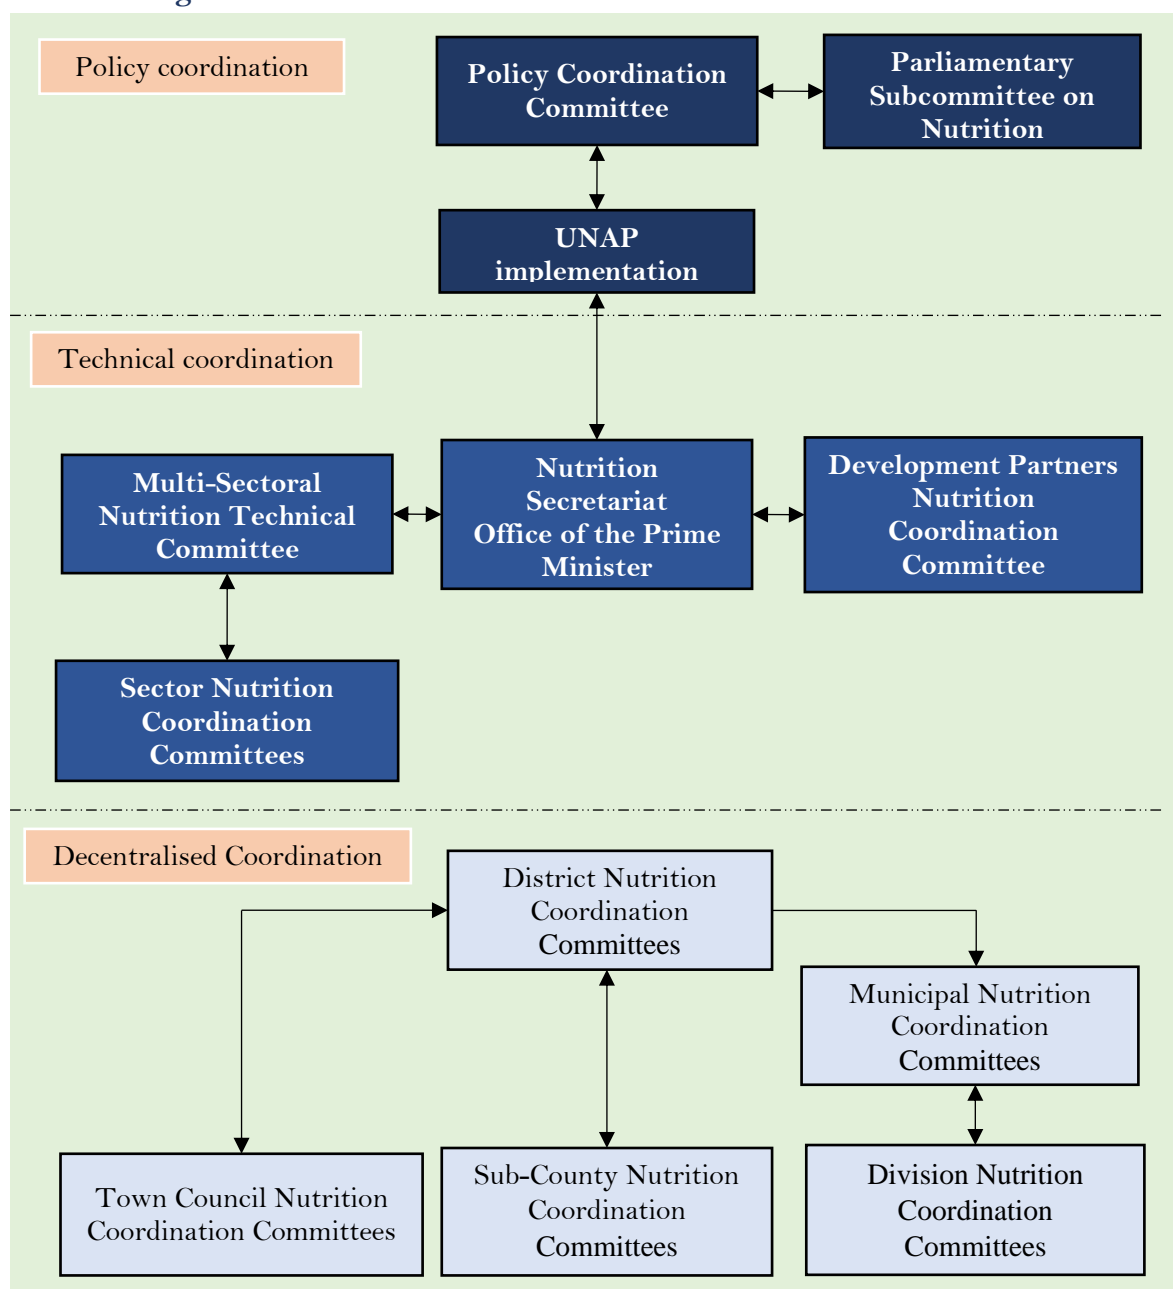 Policy coordination
Policy Coordination
Committee
Parliamentary
Subcommittee on
Nutrition
UNAP
implementation
Technical coordination
Multi-Sectoral
Nutrition Technical
Committee
Nutrition
Secretariat
Office of the Prime
Minister
Development Partners
Nutrition
Coordination
Committee
Sector Nutrition
Coordination
Committees
Decentralised Coordination
District Nutrition
Coordination
Committees
Municipal Nutrition
Coordination
Committees
Town Council Nutrition
Coordination Committees
Sub-County Nutrition
Coordination
Committees
Division Nutrition
Coordination
Committees